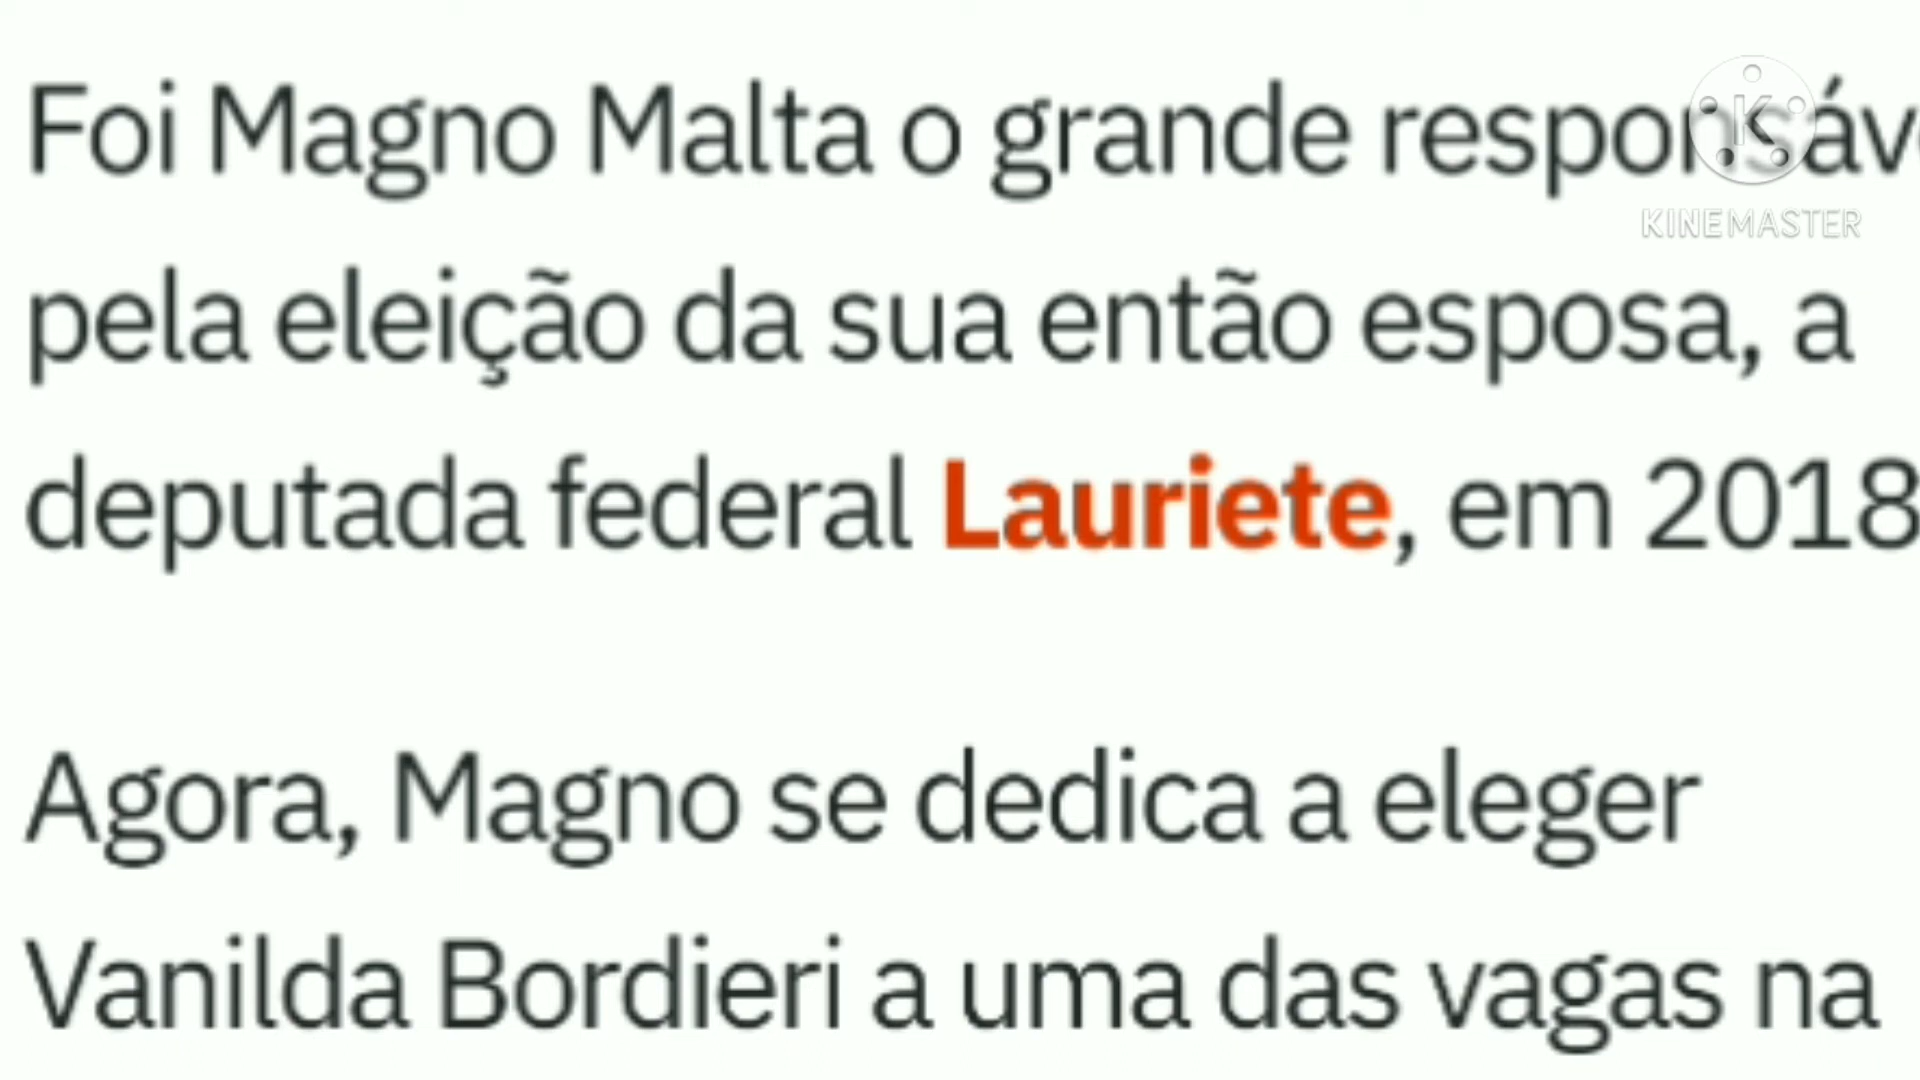 Foi Magno Malta o grande responsáve
pela eleição da sua então esposa, a
deputada federal Lauriete, em 2018
Agora, Magno se dedica a eleger
Vanilda Bordieri a uma das vagas na
K
KINEMASTER